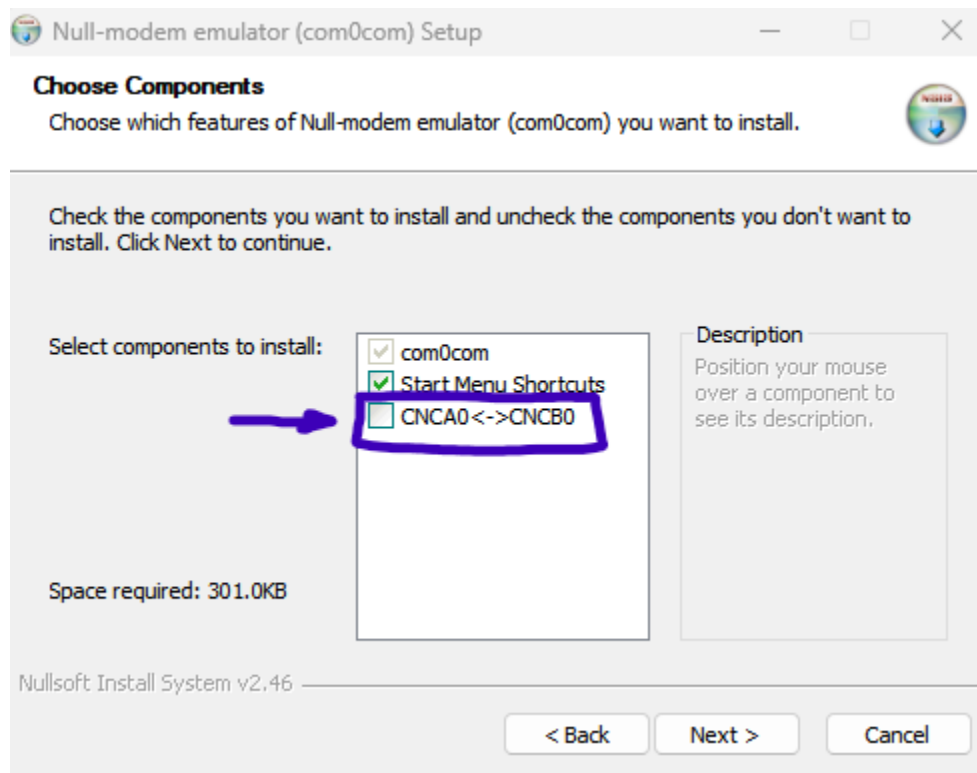 Null-modem emulator (com0com) Setup
Choose Components
Choose which features of Null-modem emulator (com0com) you want to install.
Check the components you want to install and uncheck the components you don't want to
install. Click Next to continue.
Select components to install:
com0com
Start Menu Shortcuts
CNCA0<->CNCB0
Description
Position your mouse
over a component to
see its description.
Space required: 301.0KB
Nullsoft Install System v2.46
< Back
Next >
Cancel